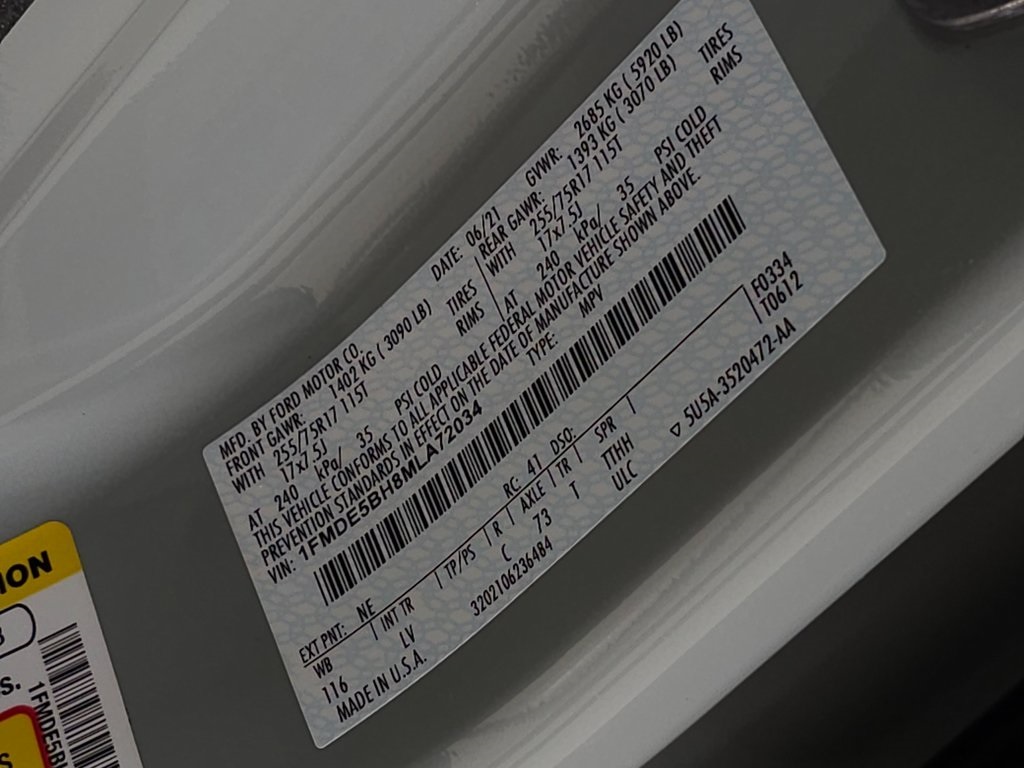 MFD. BY FORD MOTOR CO. DATE: 06/21 GVWR: 2685 KG ( 5920 LB)
FRONT GAWR: 1402 KG ( 3090 LB) REAR GAWR: 1393 KG ( 3070 LB)
WITH 255/75R17 115T TIRES WITH 255/75R17 115T TIRES
17x7.5J RIMS 17x7.5J RIMS
AT 240 kPa/ 35 PSI COLD AT 240 kPa/ 35 PSI COLD
THIS VEHICLE CONFORMS TO ALL APPLICABLE FEDERAL MOTOR VEHICLE SAFETY AND THEFT
PREVENTION STANDARDS IN EFFECT ON THE DATE OF MANUFACTURE SHOWN ABOVE.
VIN: 1FMDE5BH8MLA72034 TYPE: MPV
EXT PNT: NE RC: 41 DSO: F0334
WB INT TR TP/PS R AXLE TR SPR T0612
116 LV C 73 T TTHH
ULC
MADE IN U.S.A. 3202106236484 ▽ 5U5A-3520472-AA
ION
S.
1FMDE5BH
S